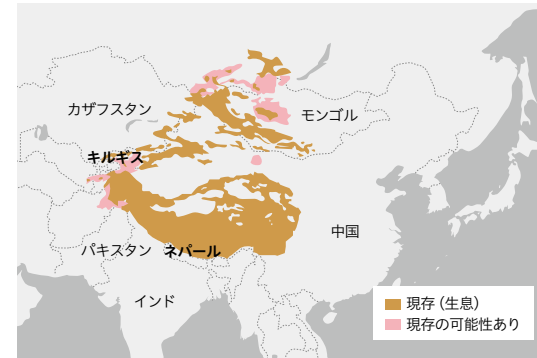 カザフスタン
モンゴル
キルギス
中国
パキスタン
ネパール
インド
現存（生息）
現存の可能性あり